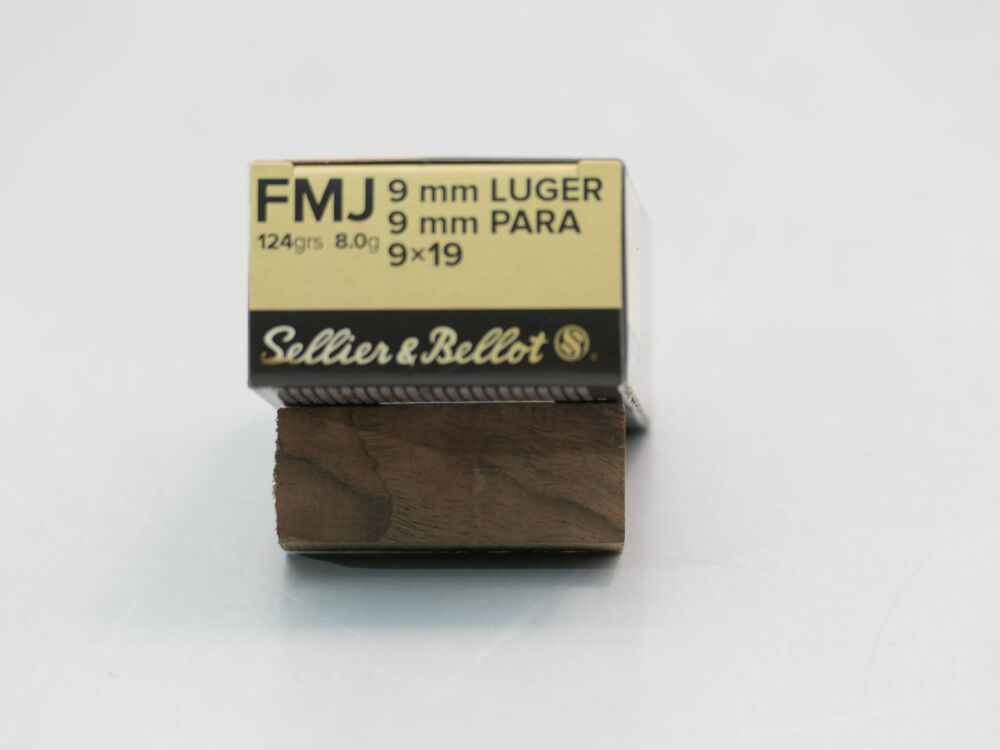 FMJ
124grs 8.0g
9 mm LUGER
9 mm PARA
9×19
Sellier & Bellot